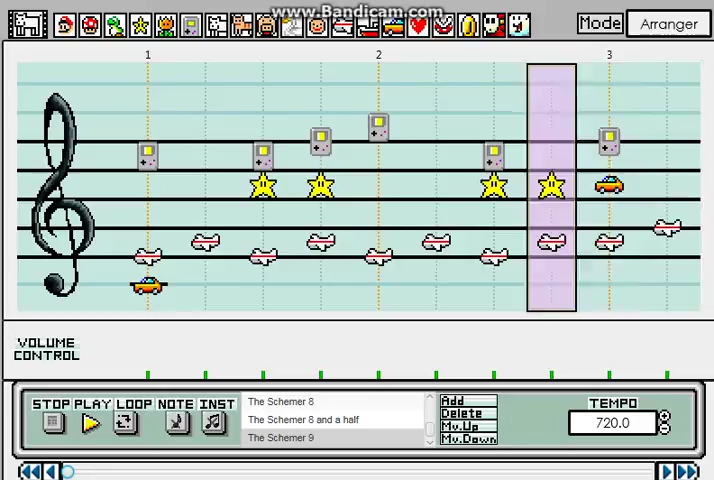 www.Bandicam.com
Mode Arranger
1 2 3
VOLUME
CONTROL
STOP PLAY LOOP NOTE INST
The Schemer 8
The Schemer 8 and a half
The Schemer 9
Add
Delete
Mv.Up
Mv.Down
TEMPO
720.0